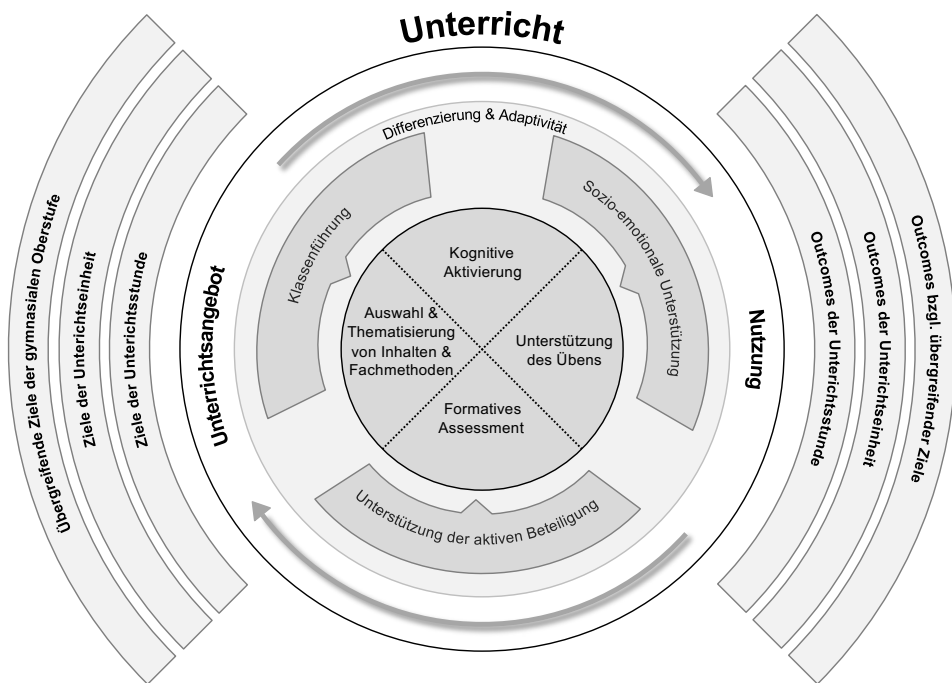 Unterricht
Übergreifende Ziele der gymnasialen Oberstufe
Ziele der Unterrichtseinheit
Ziele der Unterrichtsstunde
Unterrichtsangebot
Differenzierung & Adaptivität
Klassenführung
Sozio-emotionale Unterstützung
Unterstützung der aktiven Beteiligung
Kognitive
Aktivierung
Auswahl &
Thematisierung
von Inhalten &
Fachmethoden
Unterstützung
des Übens
Formatives
Assessment
Nutzung
Outcomes der Unterrichtsstunde
Outcomes der Unterrichtseinheit
Outcomes bzgl. übergreifender Ziele